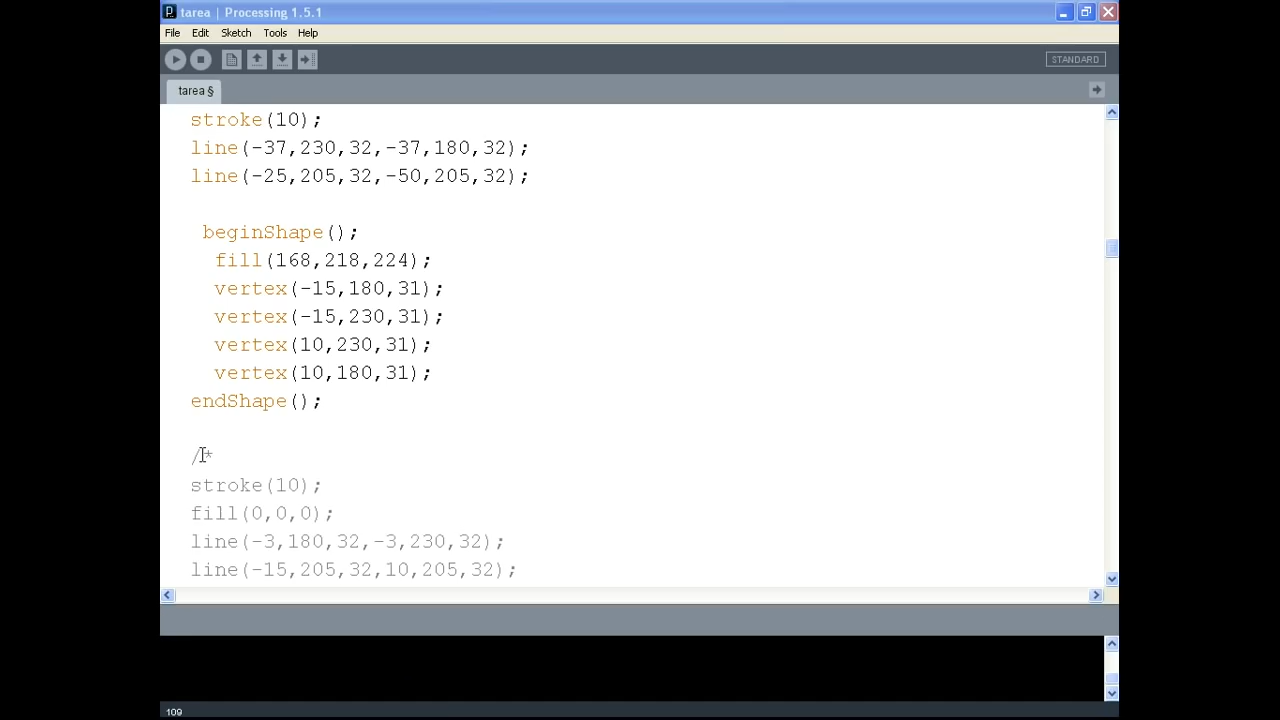 tarea | Processing 1.5.1
File Edit Sketch Tools Help
STANDARD
tarea §
stroke(10);
line(-37,230,32,-37,180,32);
line(-25,205,32,-50,205,32);
beginShape();
fill(168,218,224);
vertex(-15,180,31);
vertex(-15,230,31);
vertex(10,230,31);
vertex(10,180,31);
endShape();
/*
stroke(10);
fill(0,0,0);
line(-3,180,32,-3,230,32);
line(-15,205,32,10,205,32);
109